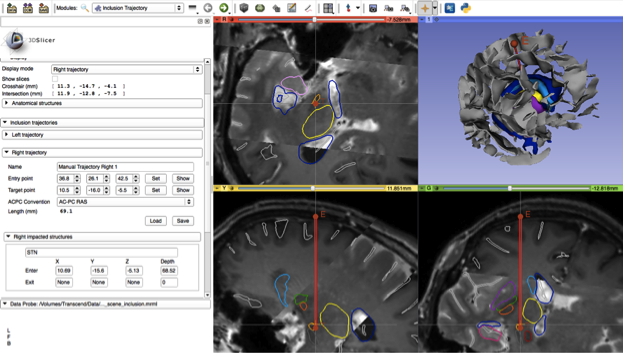 Modules: Inclusion Trajectory
3DSlicer
Display
Display mode Right trajectory
Show slices
Crosshair (mm) [ 11.3 , -14.7 , -4.1 ]
Intersection (mm) [ 11.9 , -12.8 , -7.5 ]
Anatomical structures
Inclusion trajectories
Left trajectory
Right trajectory
Name Manual Trajectory Right 1
Entry point 36.8 26.1 42.5 Set Show
Target point 10.5 -16.0 -5.5 Set Show
ACPC Convention AC-PC RAS
Length (mm) 69.1
Load Save
Right impacted structures
STN
X Y Z Depth
Enter 10.69 -15.6 -5.13 68.52
Exit None None None 0
Data Probe: /Volumes/Transcend/Data/..._scene_inclusion.mrml
L
F
B
R -7.528mm
1
E
Y 11.851mm
E
G -12.818mm
E